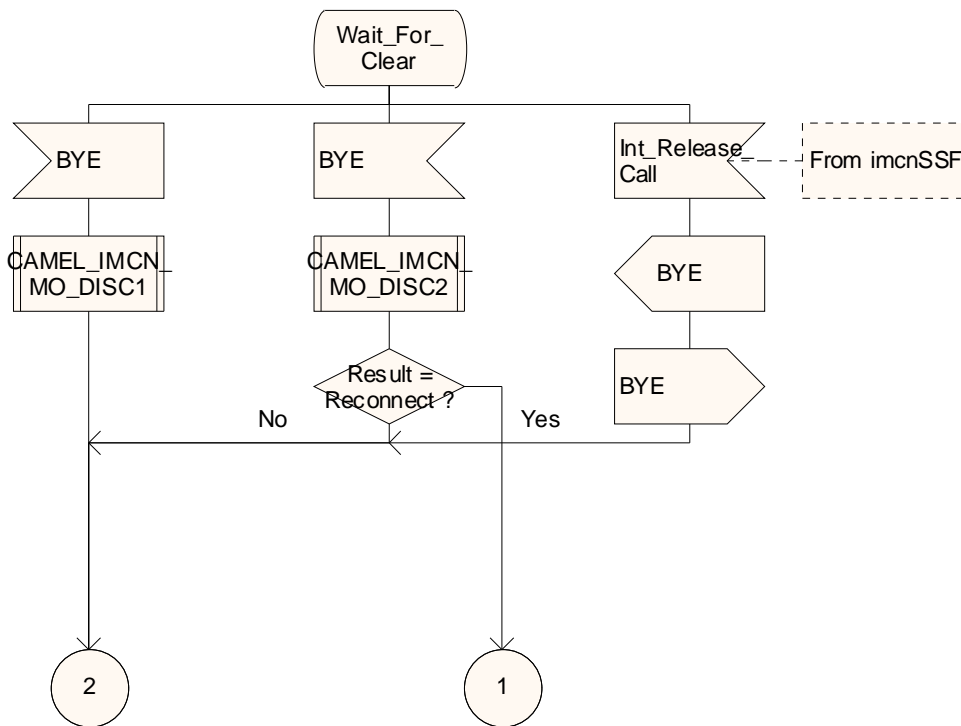 Wait_For_
Clear
BYE
BYE
Int_Release_
Call
From imcnSSF
CAMEL_IMCN_
MO_DISC1
CAMEL_IMCN_
MO_DISC2
BYE
Result =
Reconnect ?
BYE
No
Yes
2
1